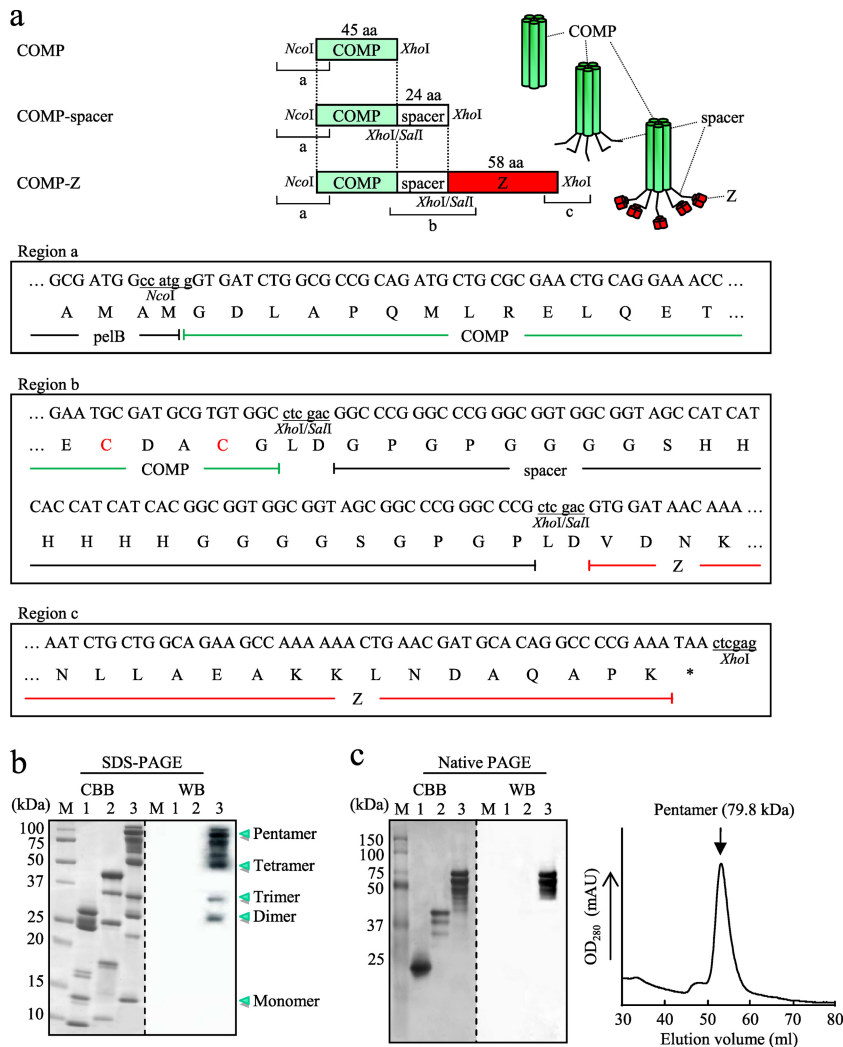 a
45 aa
COMP NcoI COMP XhoI
a
24 aa
COMP-spacer NcoI COMP spacer XhoI
a XhoI/SalI
58 aa
COMP-Z NcoI COMP spacer Z XhoI
XhoI/SalI
a b c
COMP
spacer
Z
Region a
... GCG ATGG cc atg g GT GAT CTG GCG CCG CAG ATG CTG CGC GAA CTG CAG GAA ACC ...
NcoI
A M A M G D L A P Q M L R E L Q E T ...
pelB COMP
Region b
... GAA TGC GAT GCG TGT GGC ctc gac GGC CCG GGC CCG GGC GGT GGC GGT AGC CAT CAT
XhoI/SalI
... E C D A C G L D G P G P G G G G S H H
COMP spacer
CAC CAT CAT CAC GGC GGT GGC GGT AGC GGC CCG GGC CCG ctc gac GTG GAT AAC AAA ...
XhoI/SalI
H H H H G G G G S G P G P L D V D N K ...
Z
Region c
... AAT CTG CTG GCA GAA GCC AAA AAA CTG AAC GAT GCA CAG GCC CCG AAA TAA ctcgag
XhoI
... N L L A E A K K L N D A Q A P K *
Z
b
SDS-PAGE
CBB WB
(kDa) M 1 2 3 M 1 2 3
100
75
50
37
25
20
15
10
Pentamer
Tetramer
Trimer
Dimer
Monomer
c
Native PAGE
CBB WB
(kDa) M 1 2 3 M 1 2 3
150
100
75
50
37
25
Pentamer (79.8 kDa)
OD280 (mAU)
30 40 50 60 70 80
Elution volume (ml)